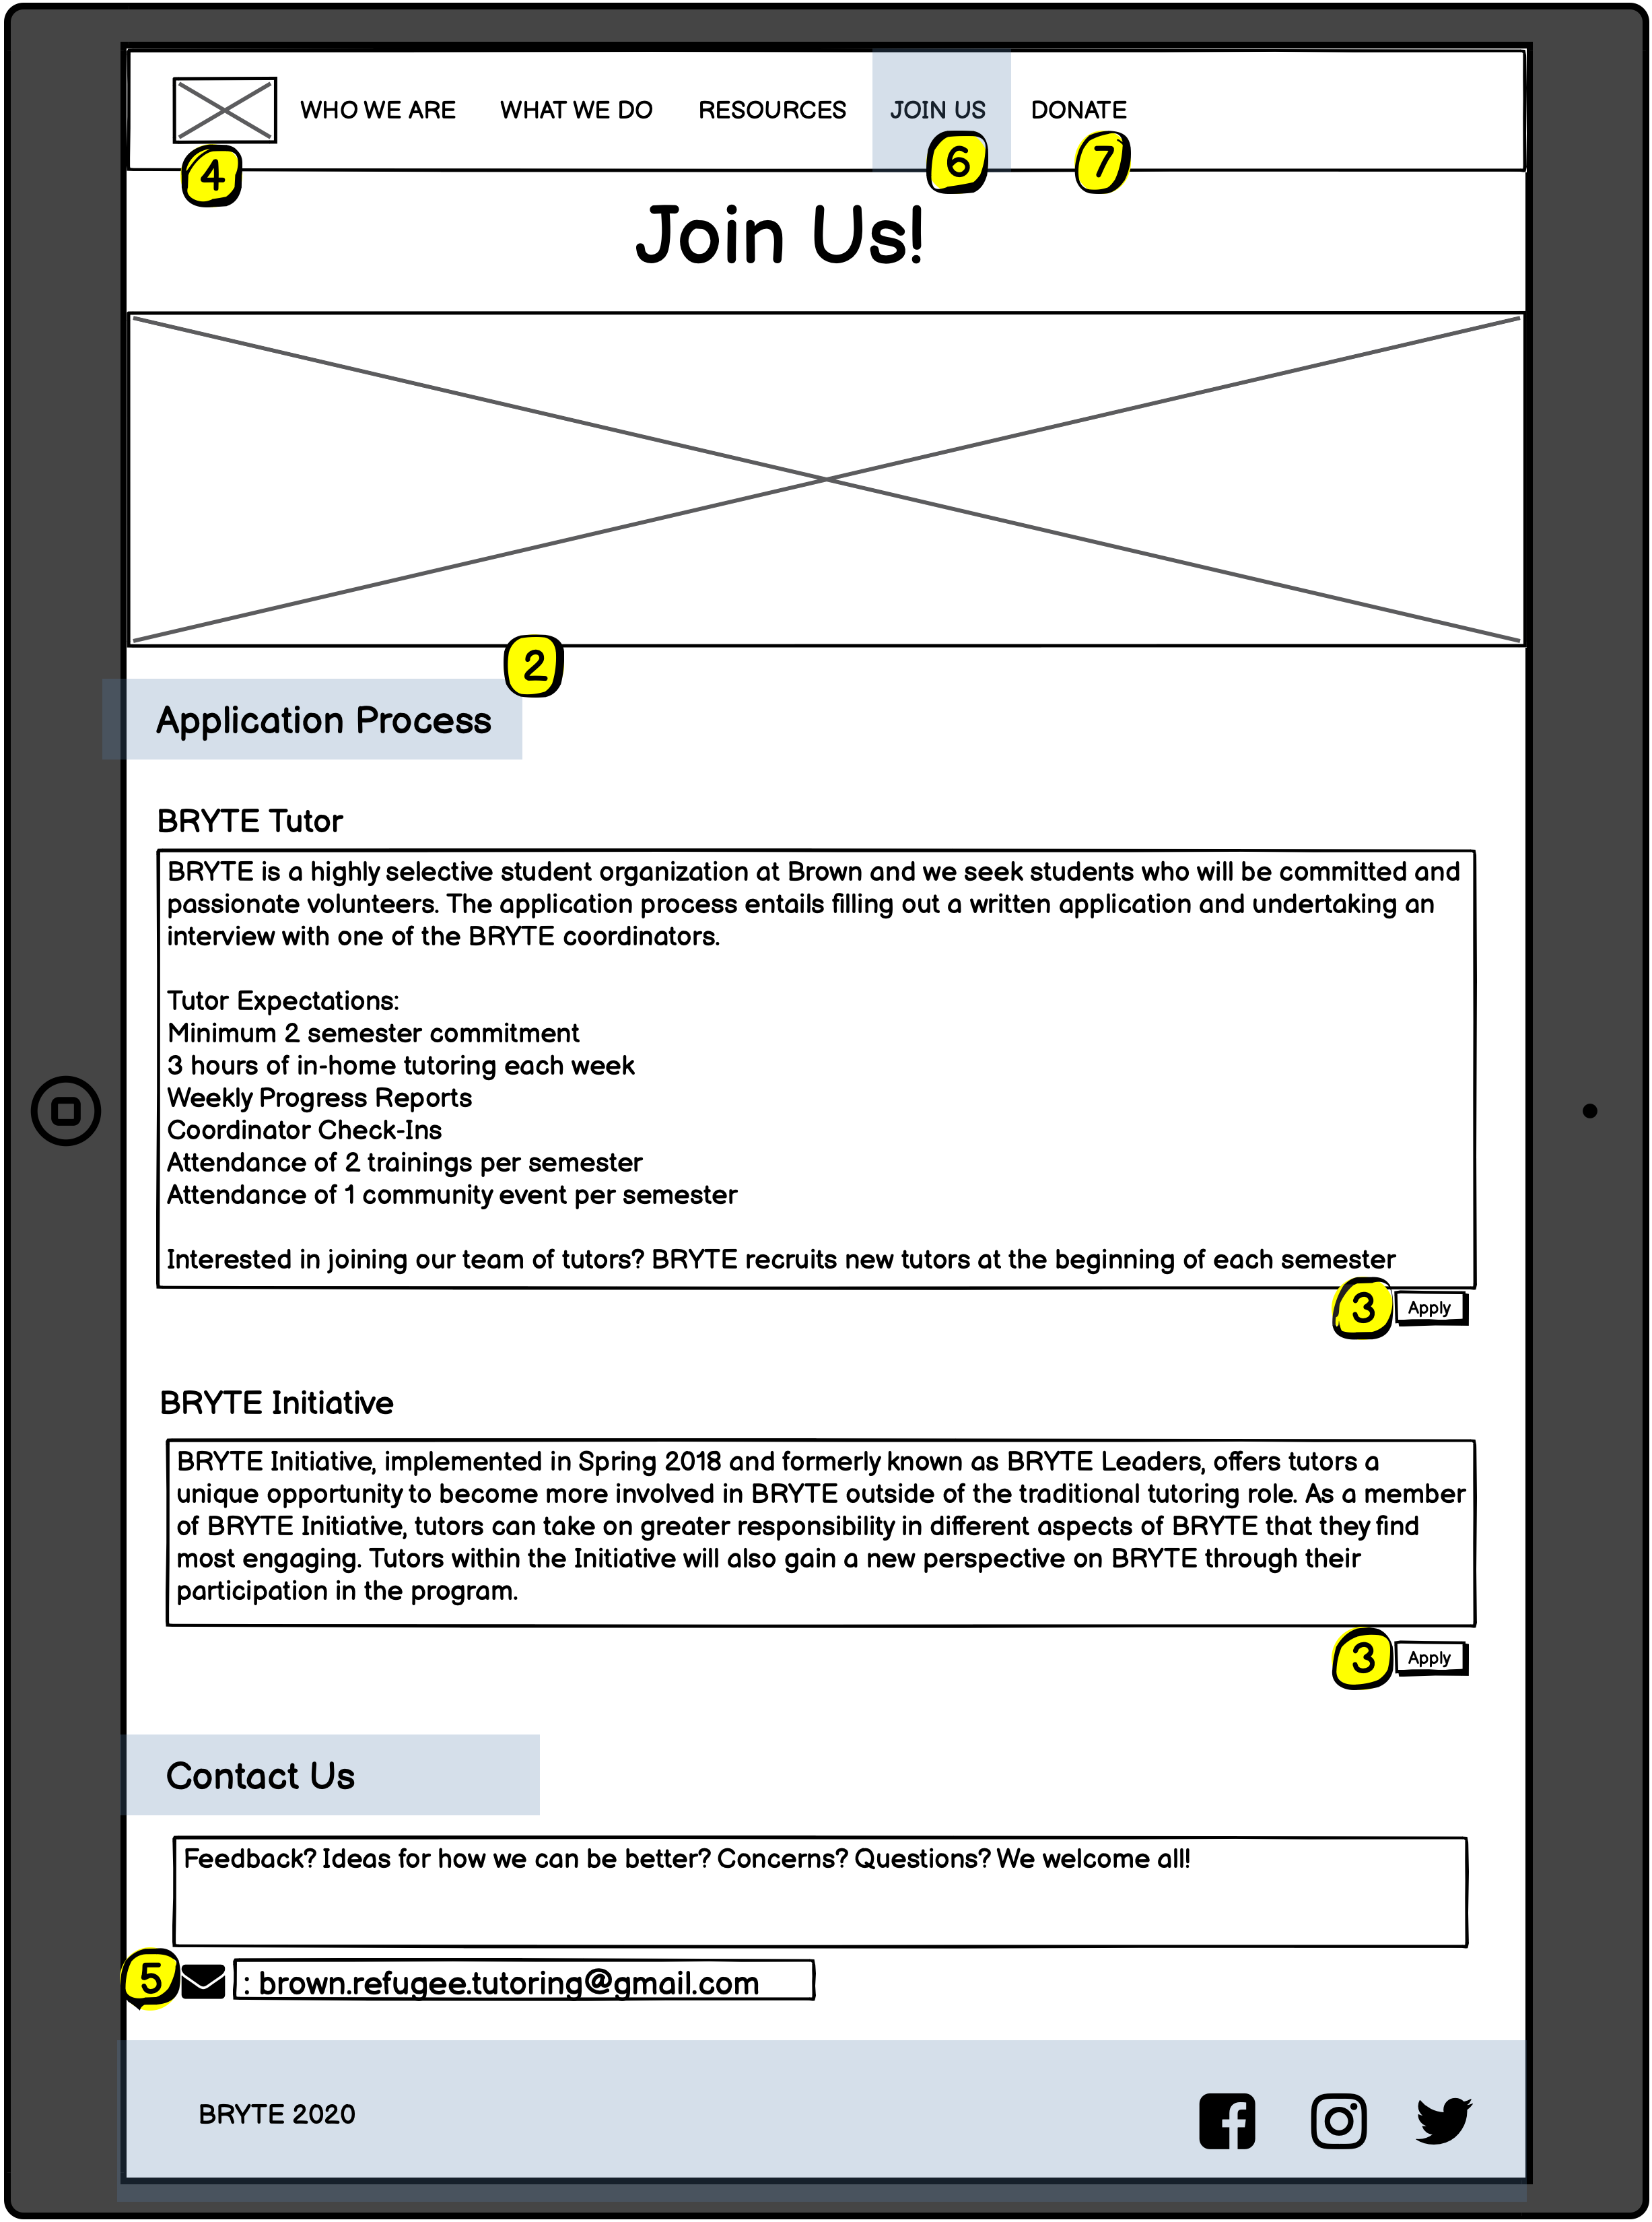 WHO WE ARE WHAT WE DO RESOURCES JOIN US DONATE
4 6 7
Join Us!
2
Application Process
BRYTE Tutor
BRYTE is a highly selective student organization at Brown and we seek students who will be committed and
passionate volunteers. The application process entails filling out a written application and undertaking an
interview with one of the BRYTE coordinators.
Tutor Expectations:
Minimum 2 semester commitment
3 hours of in-home tutoring each week
Weekly Progress Reports
Coordinator Check-Ins
Attendance of 2 trainings per semester
Attendance of 1 community event per semester
Interested in joining our team of tutors? BRYTE recruits new tutors at the beginning of each semester
3 Apply
BRYTE Initiative
BRYTE Initiative, implemented in Spring 2018 and formerly known as BRYTE Leaders, offers tutors a
unique opportunity to become more involved in BRYTE outside of the traditional tutoring role. As a member
of BRYTE Initiative, tutors can take on greater responsibility in different aspects of BRYTE that they find
most engaging. Tutors within the Initiative will also gain a new perspective on BRYTE through their
participation in the program.
3 Apply
Contact Us
Feedback? Ideas for how we can be better? Concerns? Questions? We welcome all!
5 : brown.refugee.tutoring@gmail.com
BRYTE 2020